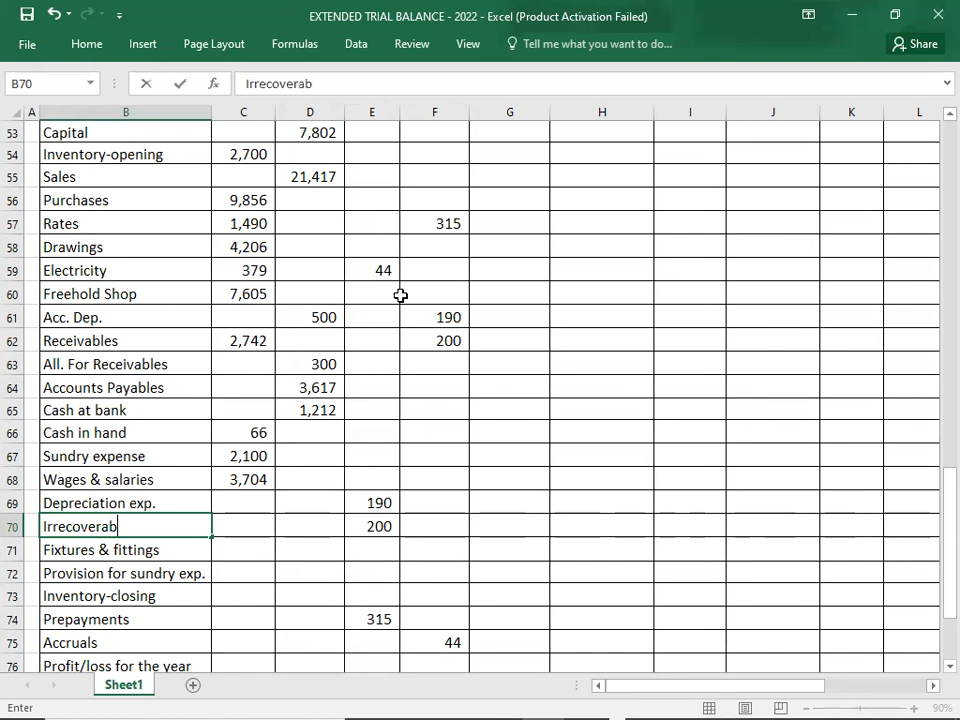 EXTENDED TRIAL BALANCE - 2022 - Excel (Product Activation Failed)
File Home Insert Page Layout Formulas Data Review View Tell me what you want to do... Share
B70 fx Irrecoverab
A B C D E F G H I J K L
53 Capital 7,802
54 Inventory-opening 2,700
55 Sales 21,417
56 Purchases 9,856
57 Rates 1,490 315
58 Drawings 4,206
59 Electricity 379 44
60 Freehold Shop 7,605
61 Acc. Dep. 500 190
62 Receivables 2,742 200
63 All. For Receivables 300
64 Accounts Payables 3,617
65 Cash at bank 1,212
66 Cash in hand 66
67 Sundry expense 2,100
68 Wages & salaries 3,704
69 Depreciation exp. 190
70 Irrecoverab 200
71 Fixtures & fittings
72 Provision for sundry exp.
73 Inventory-closing
74 Prepayments 315
75 Accruals 44
76 Profit/loss for the year
Sheet1
Enter 90%